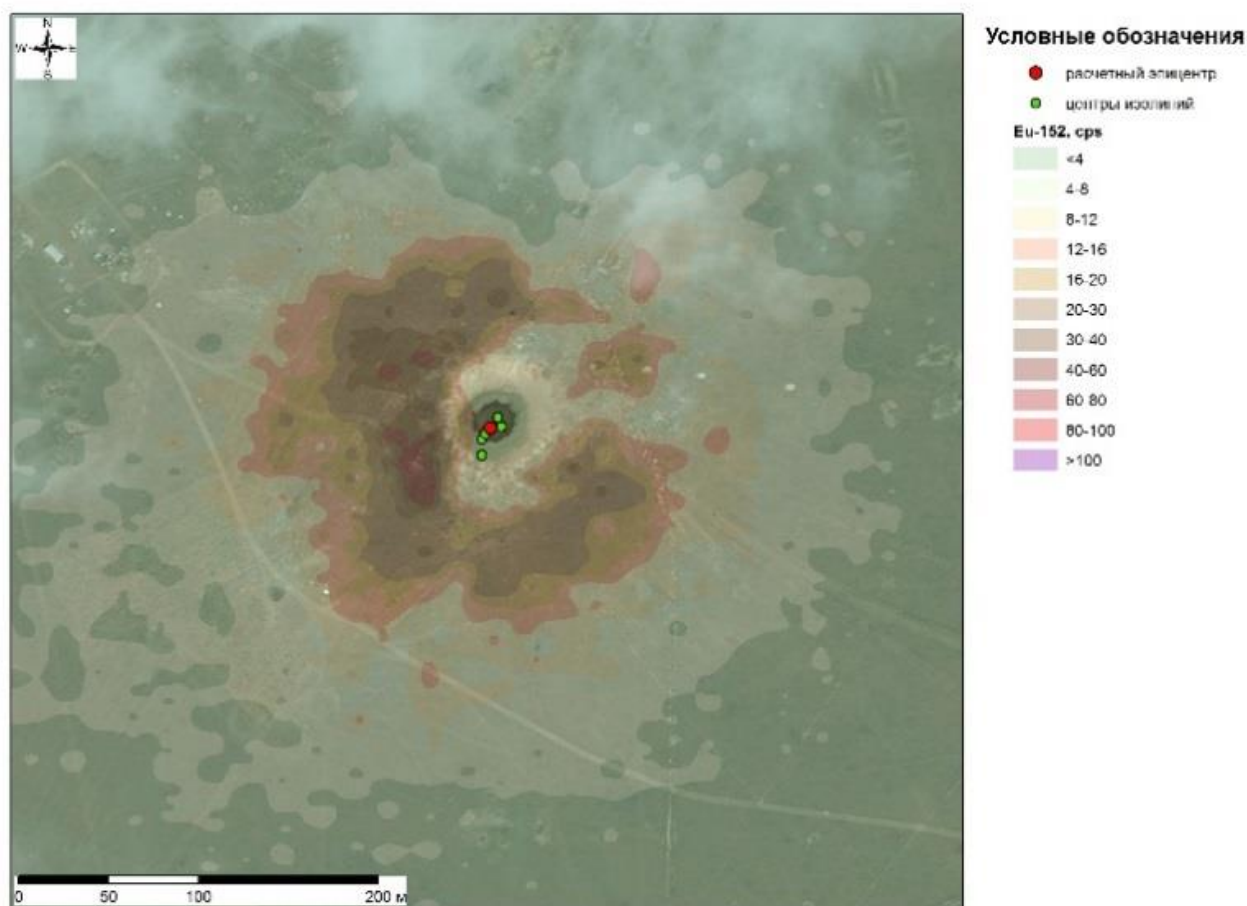 N
W E
S
Условные обозначения
расчетный эпицентр
центры изолиний
Eu-152, cps
<4
4-8
8-12
12-16
16-20
20-30
30-40
40-60
60-80
80-100
>100
0 50 100 200 м